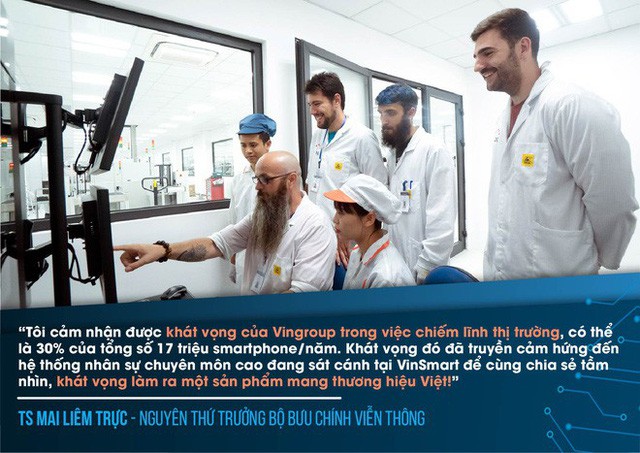 “Tôi cảm nhận được khát vọng của Vingroup trong việc chiếm lĩnh thị trường, có thể
là 30% của tổng số 17 triệu smartphone/năm. Khát vọng đó đã truyền cảm hứng đến
hệ thống nhân sự chuyên môn cao đang sát cánh tại VinSmart để cùng chia sẻ tầm
nhìn, khát vọng làm ra một sản phẩm mang thương hiệu Việt!”
TS MAI LIÊM TRỰC - NGUYÊN THỨ TRƯỞNG BỘ BƯU CHÍNH VIỄN THÔNG